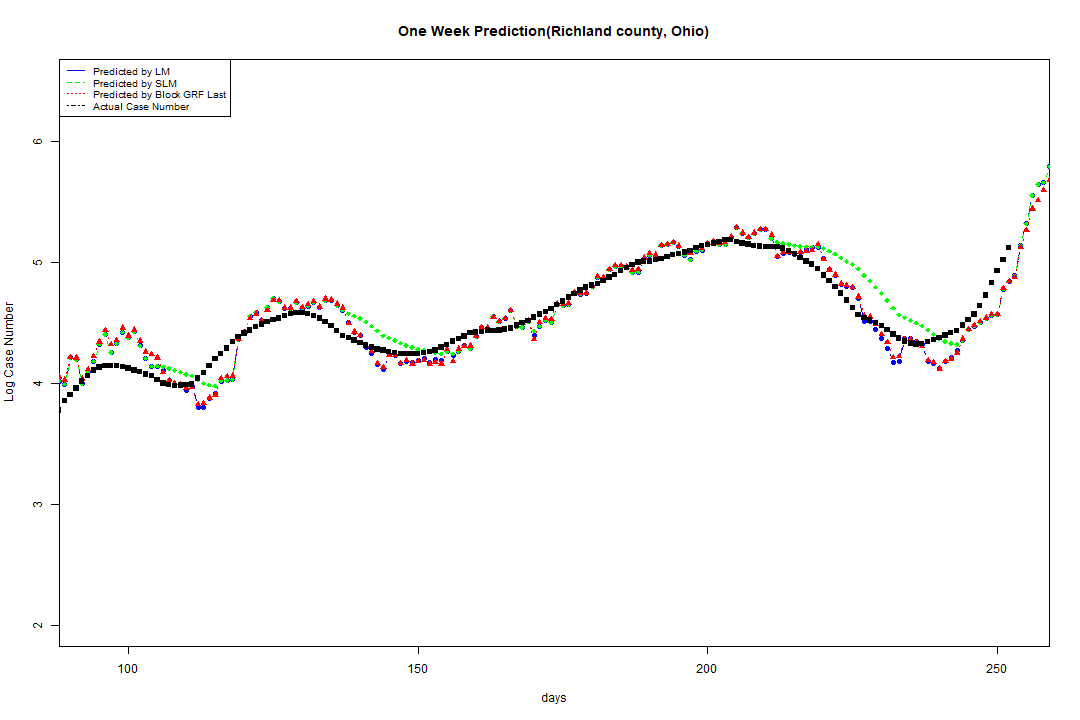 One Week Prediction(Richland county, Ohio)
Predicted by LM
Predicted by SLM
Predicted by Block GRF Last
Actual Case Number
Log Case Number
6
5
4
3
2
100 150 200 250
days